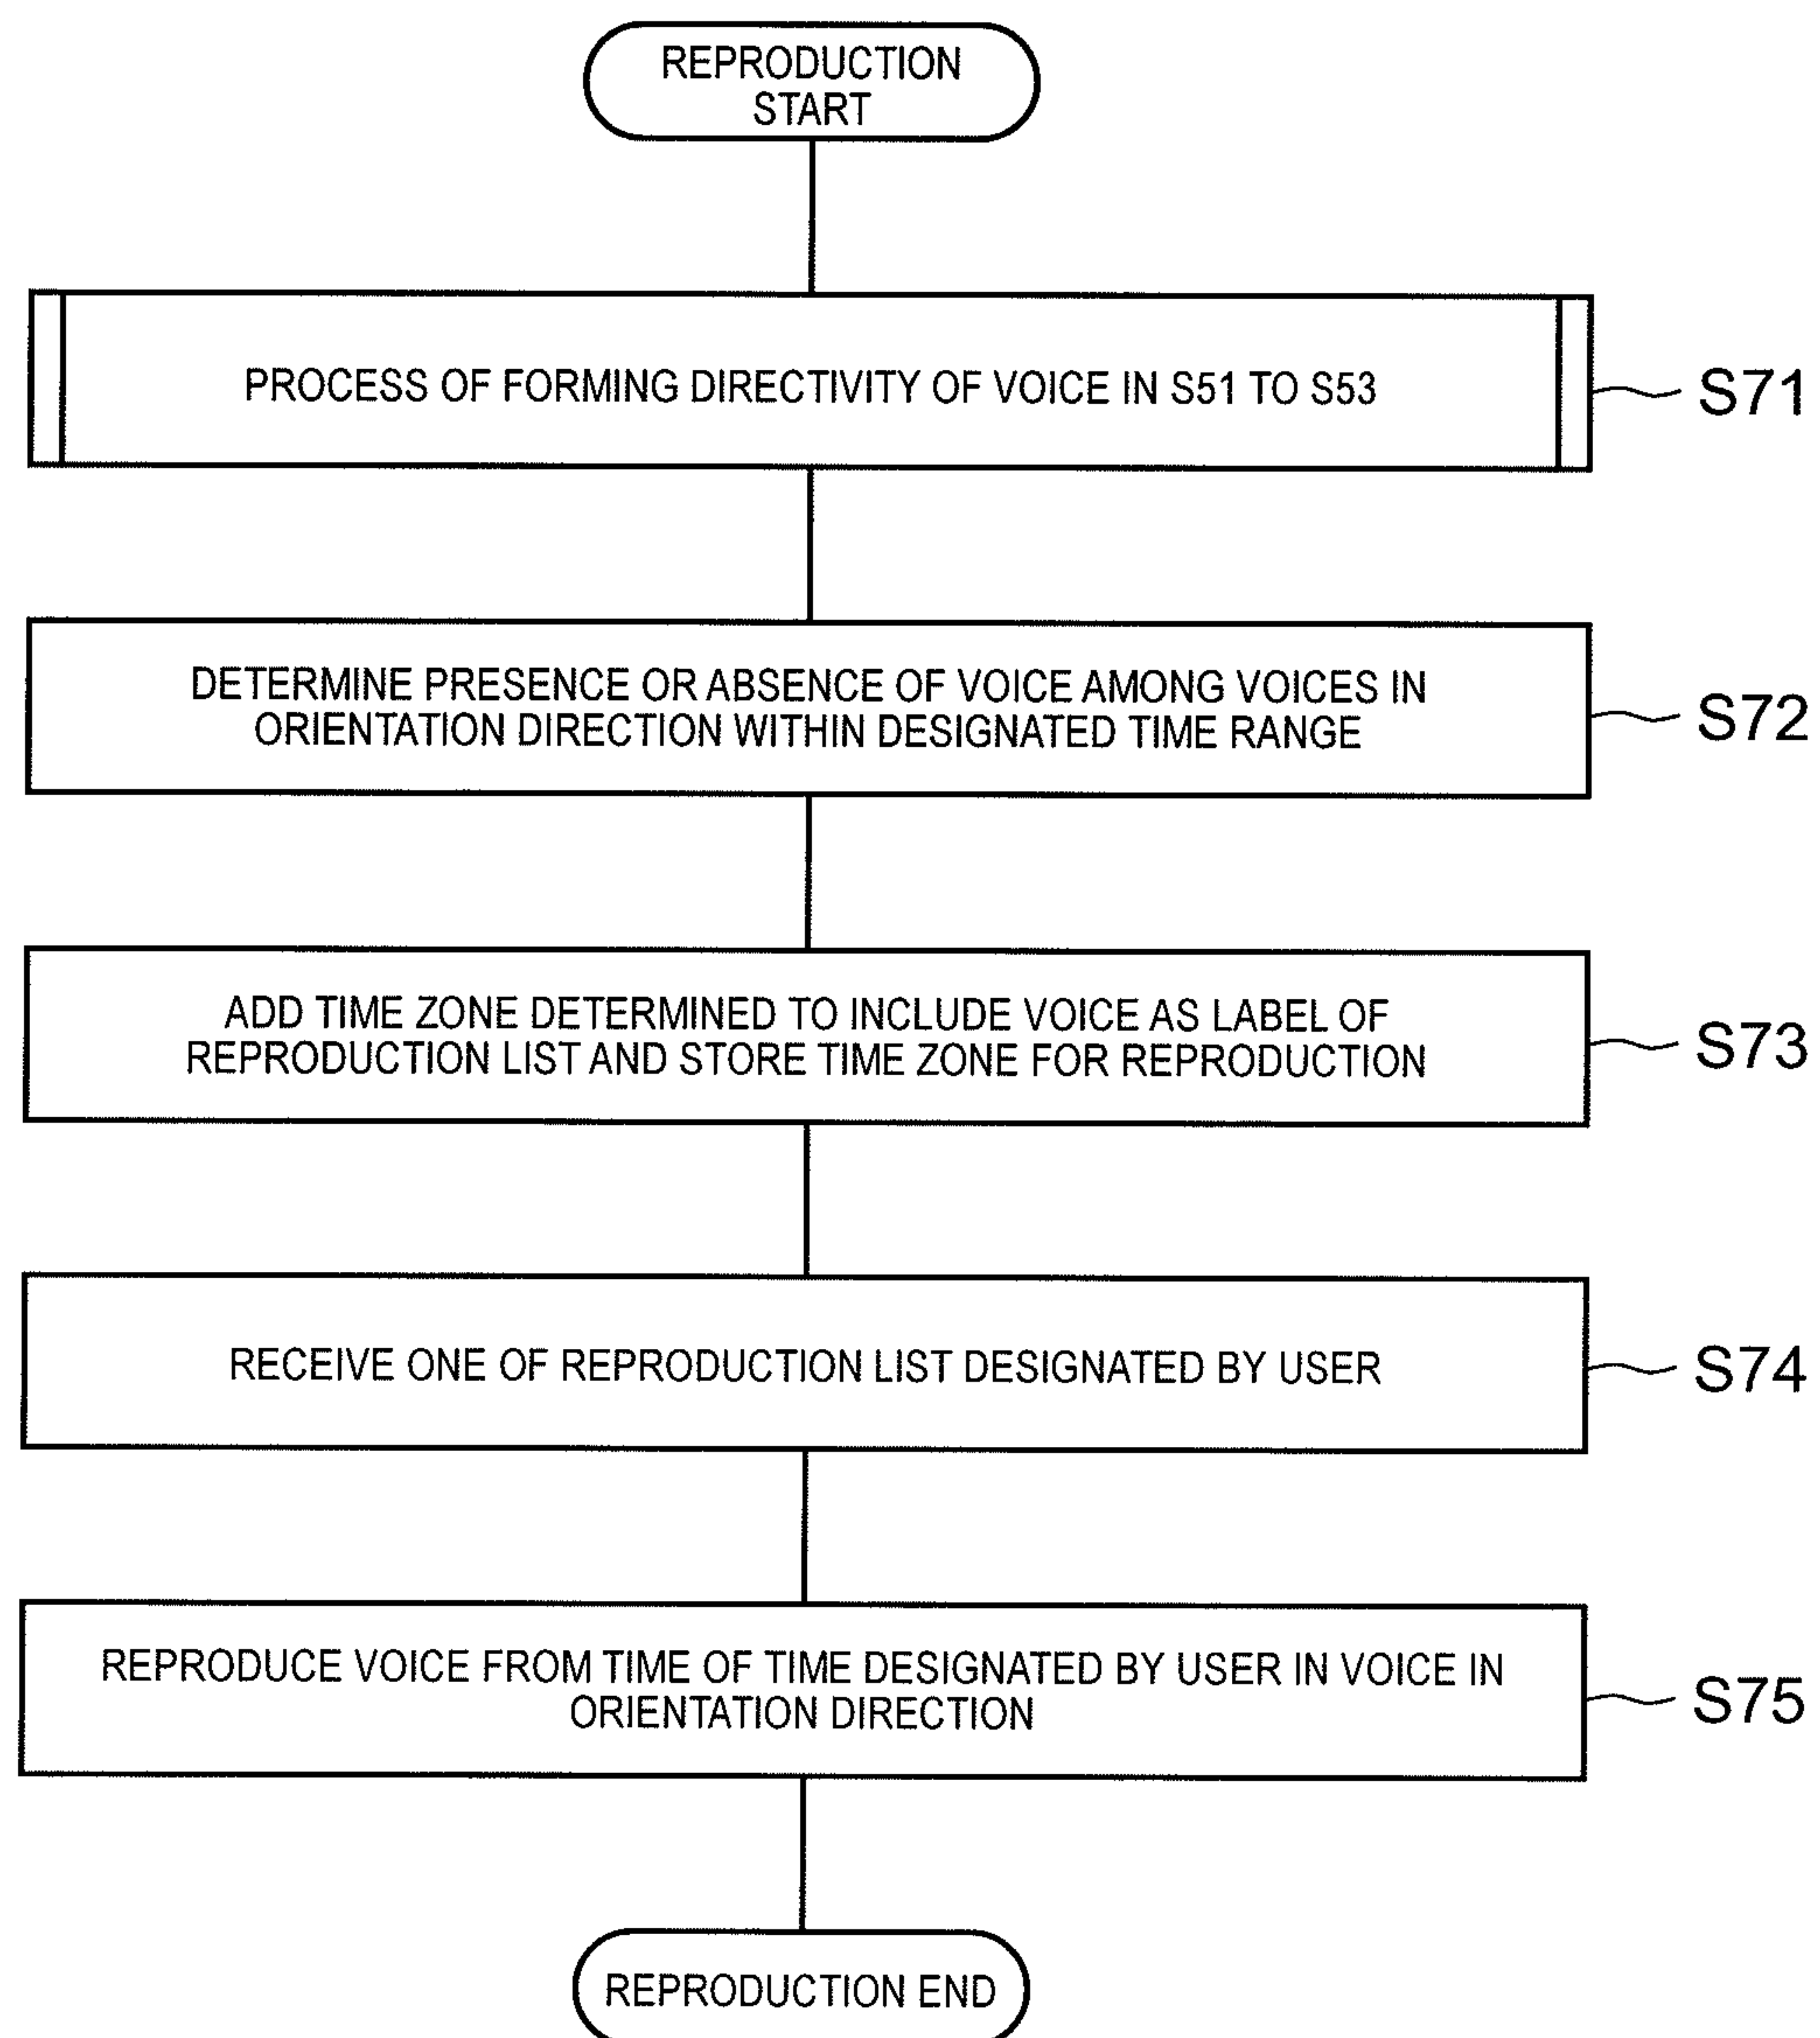 REPRODUCTION
START
PROCESS OF FORMING DIRECTIVITY OF VOICE IN S51 TO S53
S71
DETERMINE PRESENCE OR ABSENCE OF VOICE AMONG VOICES IN
ORIENTATION DIRECTION WITHIN DESIGNATED TIME RANGE
S72
ADD TIME ZONE DETERMINED TO INCLUDE VOICE AS LABEL OF
REPRODUCTION LIST AND STORE TIME ZONE FOR REPRODUCTION
S73
RECEIVE ONE OF REPRODUCTION LIST DESIGNATED BY USER
S74
REPRODUCE VOICE FROM TIME OF TIME DESIGNATED BY USER IN VOICE IN
ORIENTATION DIRECTION
S75
REPRODUCTION END